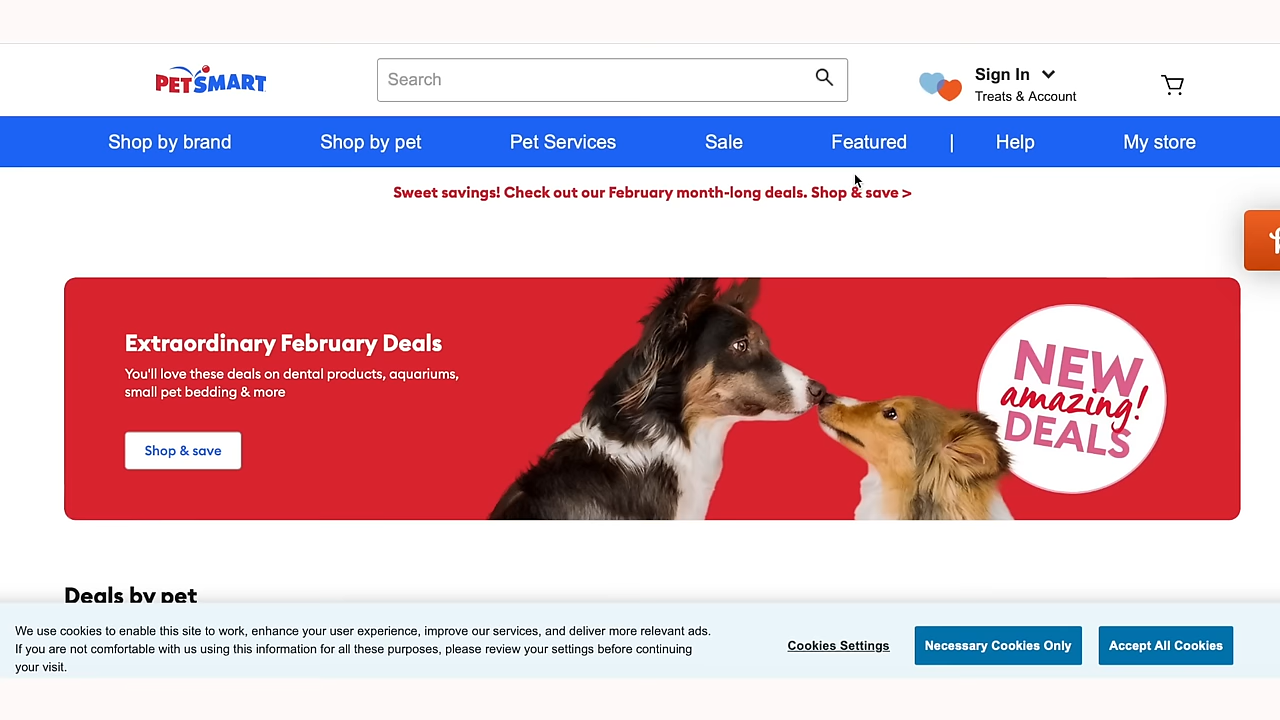 PETSMART
Search
Sign In
Treats & Account
Shop by brand
Shop by pet
Pet Services
Sale
Featured
|
Help
My store
Sweet savings! Check out our February month-long deals. Shop & save >
Extraordinary February Deals
You'll love these deals on dental products, aquariums,
small pet bedding & more
Shop & save
NEW
amazing!
DEALS
Deals by pet
We use cookies to enable this site to work, enhance your user experience, improve our services, and deliver more relevant ads.
If you are not comfortable with us using this information for all these purposes, please review your settings before continuing
your visit.
Cookies Settings
Necessary Cookies Only
Accept All Cookies